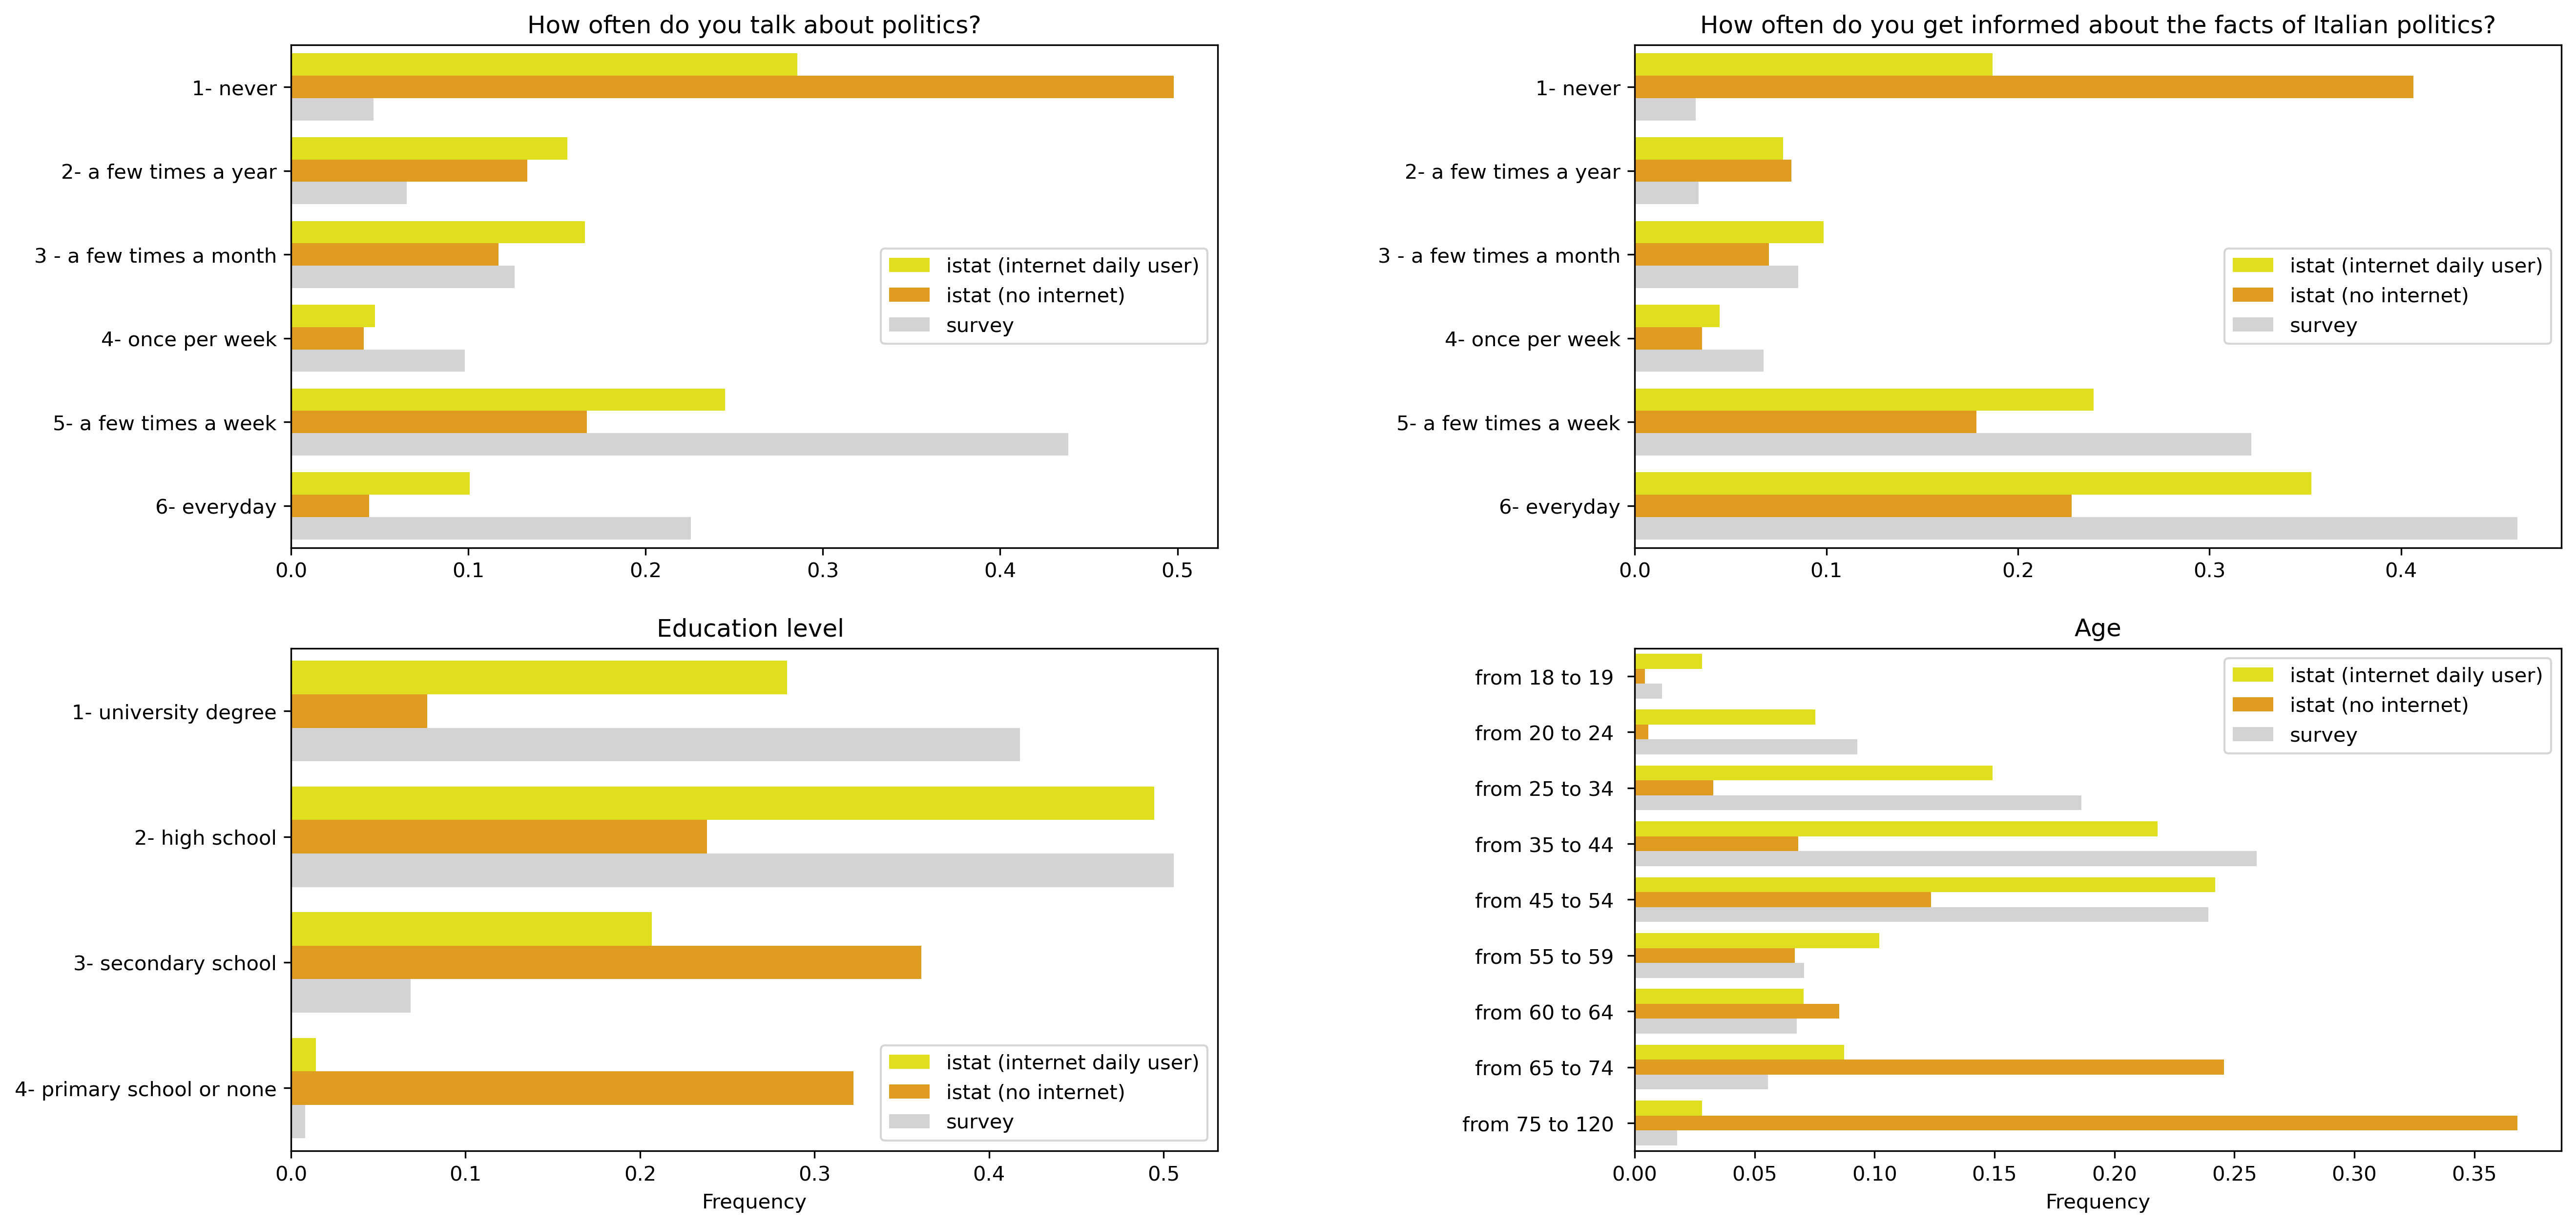 How often do you talk about politics?
1- never
2- a few times a year
3 - a few times a month
4- once per week
5- a few times a week
6- everyday
istat (internet daily user)
istat (no internet)
survey
0.0 0.1 0.2 0.3 0.4 0.5
How often do you get informed about the facts of Italian politics?
1- never
2- a few times a year
3 - a few times a month
4- once per week
5- a few times a week
6- everyday
istat (internet daily user)
istat (no internet)
survey
0.0 0.1 0.2 0.3 0.4
Education level
1- university degree
2- high school
3- secondary school
4- primary school or none
istat (internet daily user)
istat (no internet)
survey
0.0 0.1 0.2 0.3 0.4 0.5
Frequency
Age
from 18 to 19
from 20 to 24
from 25 to 34
from 35 to 44
from 45 to 54
from 55 to 59
from 60 to 64
from 65 to 74
from 75 to 120
istat (internet daily user)
istat (no internet)
survey
0.00 0.05 0.10 0.15 0.20 0.25 0.30 0.35
Frequency